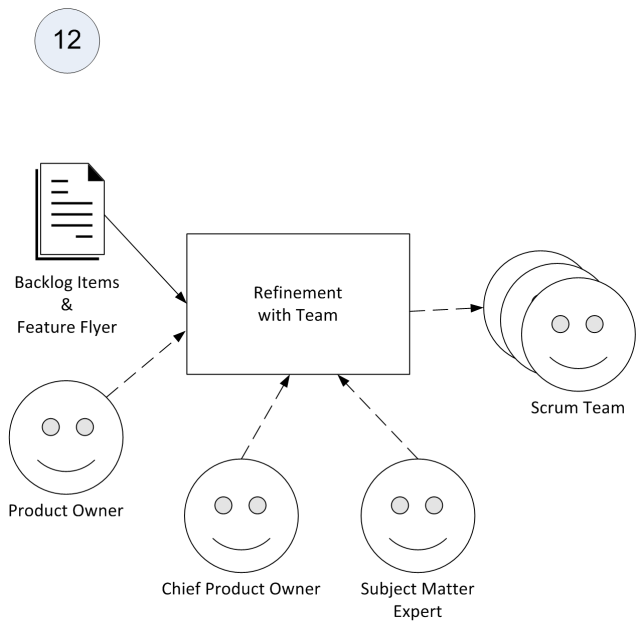 12
Backlog Items
&
Feature Flyer
Refinement
with Team
Scrum Team
Product Owner
Chief Product Owner
Subject Matter
Expert